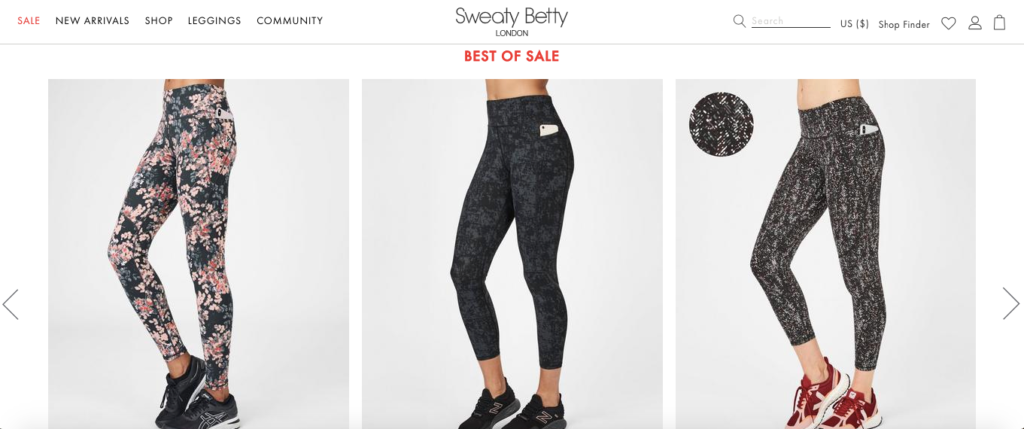 SALE NEW ARRIVALS SHOP LEGGINGS COMMUNITY
Sweaty Betty
LONDON
Search US ($) Shop Finder
BEST OF SALE